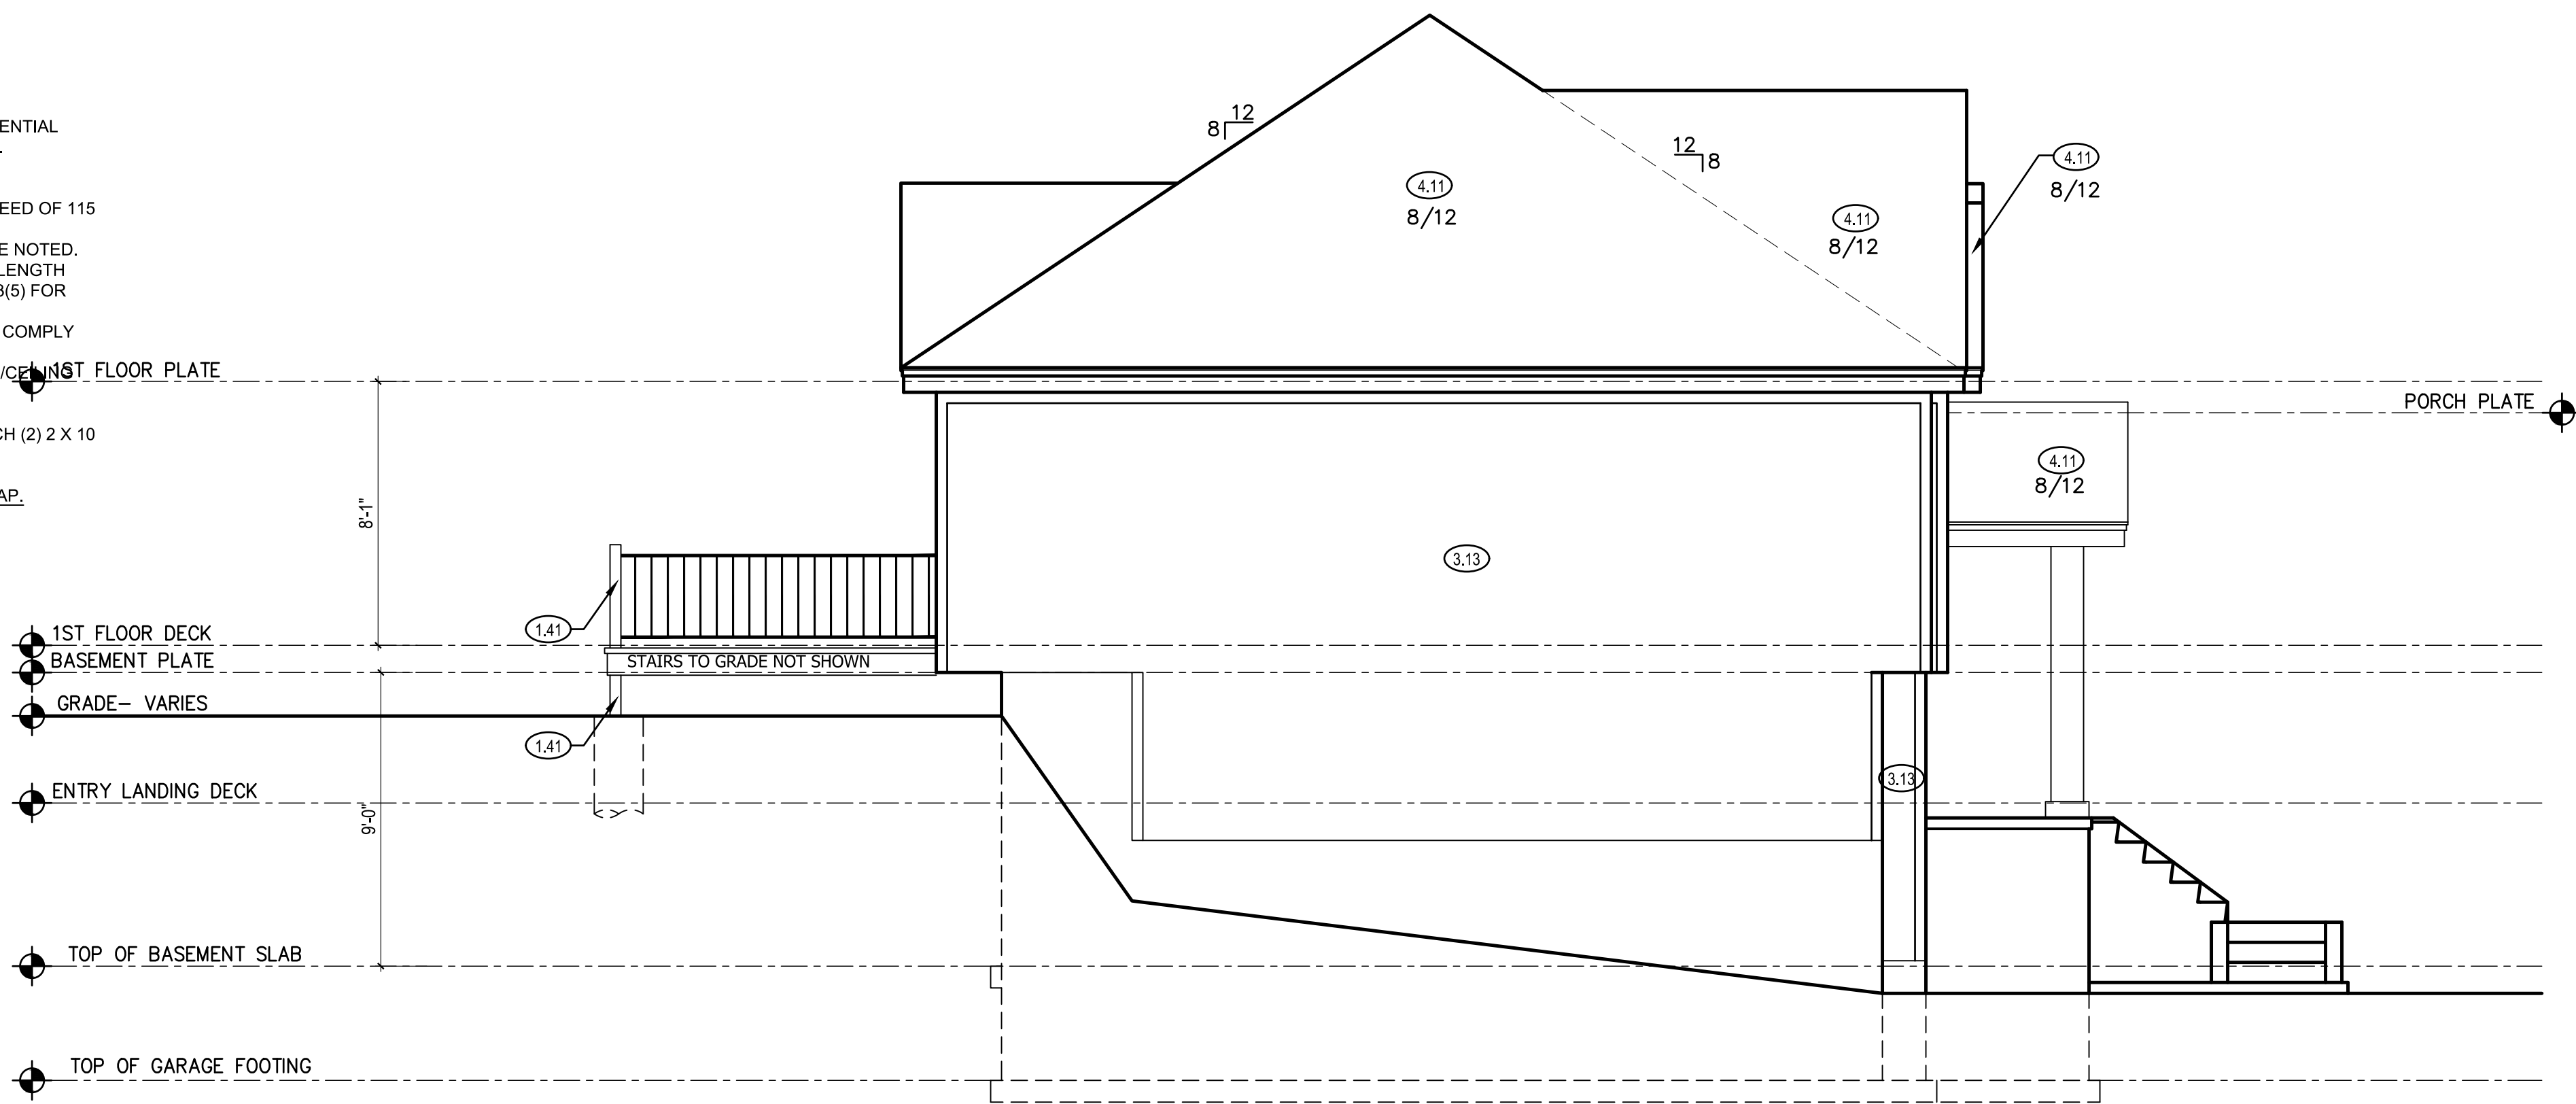 ENTIAL
EED OF 115
E NOTED.
LENGTH
3(5) FOR
COMPLY
/CEILING
CH (2) 2 X 10
AP.
12
8
12
8
4.11
8/12
4.11
8/12
4.11
8/12
1ST FLOOR PLATE
PORCH PLATE
4.11
8/12
8'-1"
3.13
1.41
1ST FLOOR DECK
BASEMENT PLATE
STAIRS TO GRADE NOT SHOWN
GRADE- VARIES
1.41
3.13
ENTRY LANDING DECK
9'-0"
TOP OF BASEMENT SLAB
TOP OF GARAGE FOOTING